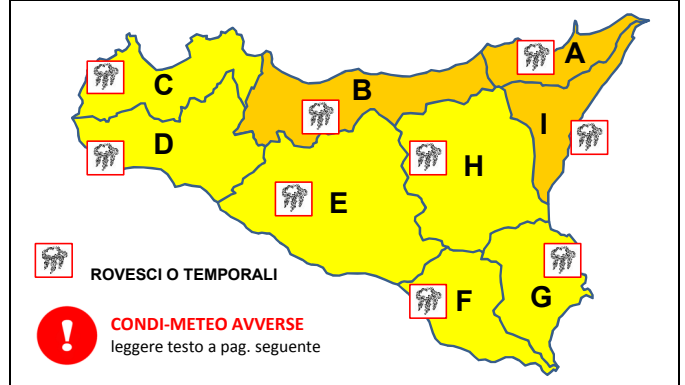 A
C
B
I
D
H
E
F
G
ROVESCI O TEMPORALI
CONDI-METEO AVVERSE
leggere testo a pag. seguente